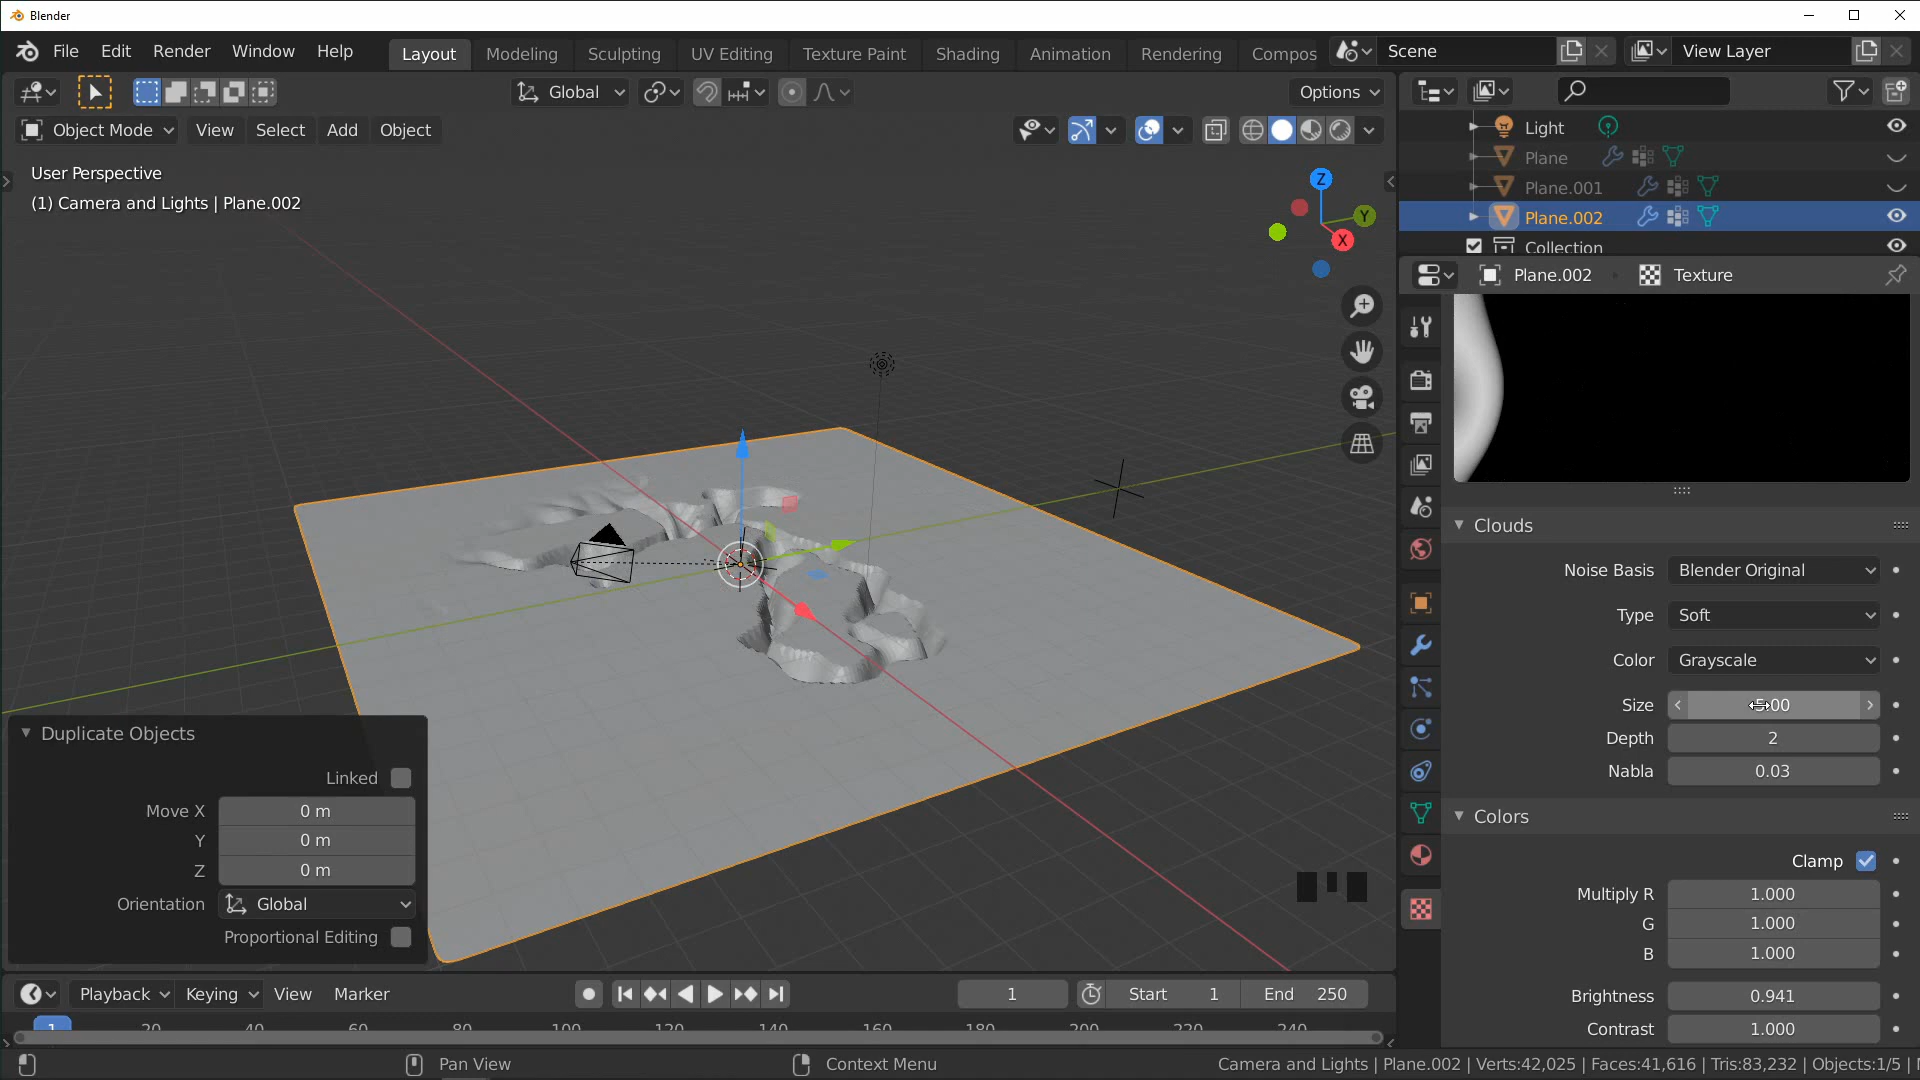 Blender
File Edit Render Window Help Layout Modeling Sculpting UV Editing Texture Paint Shading Animation Rendering Compos Scene View Layer
Global Options
Object Mode View Select Add Object
User Perspective
(1) Camera and Lights | Plane.002
Z
Y
X
Light
Plane
Plane.001
Plane.002
Collection
Plane.002 Texture
Clouds
Noise Basis Blender Original
Type Soft
Color Grayscale
Size 5.00
Depth 2
Nabla 0.03
Colors
Clamp
Multiply R 1.000
G 1.000
B 1.000
Brightness 0.941
Contrast 1.000
Duplicate Objects
Linked
Move X 0 m
Y 0 m
Z 0 m
Orientation Global
Proportional Editing
Playback Keying View Marker 1 Start 1 End 250
1 20 40 60 80 100 120 140 160 180 200 220 240
Pan View Context Menu Camera and Lights | Plane.002 | Verts:42,025 | Faces:41,616 | Tris:83,232 | Objects:1/5 |